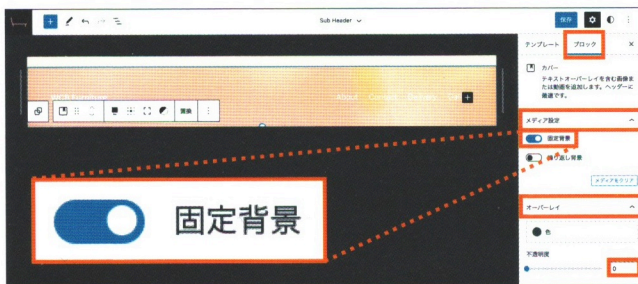 Sub Header
保存
テンプレート
ブロック
カバー
テキストオーバーレイを含む画像ま
たは動画を追加します。ヘッダーに
最適です。
About
置換
メディア設定
固定背景
繰り返し背景
メディアをクリア
固定背景
オーバーレイ
色
不透明度
0